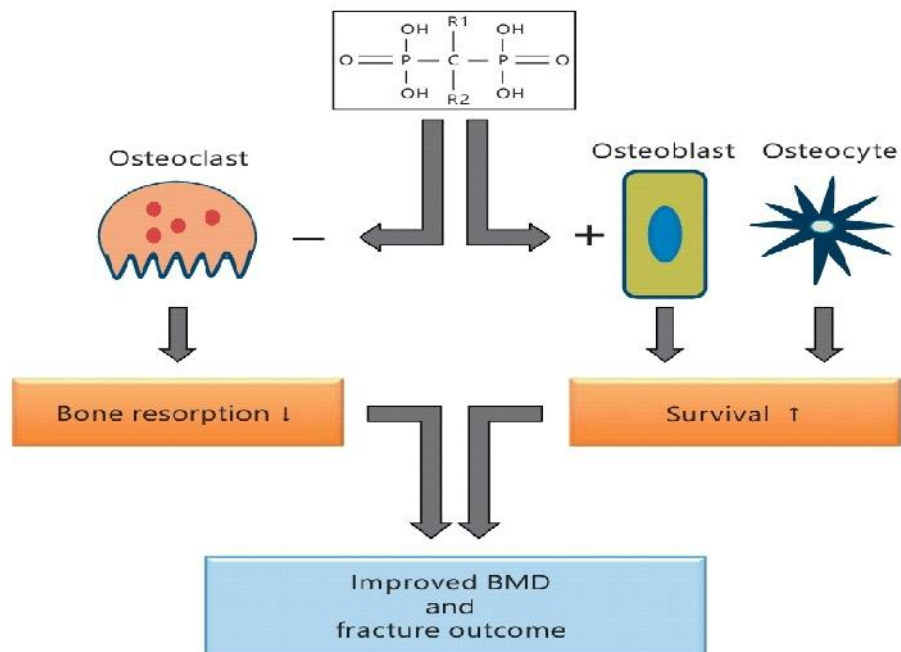 OH R1 OH
O P C P O
OH R2 OH
Osteoclast
Osteoblast Osteocyte
– +
Bone resorption ↓
Survival ↑
Improved BMD
and
fracture outcome